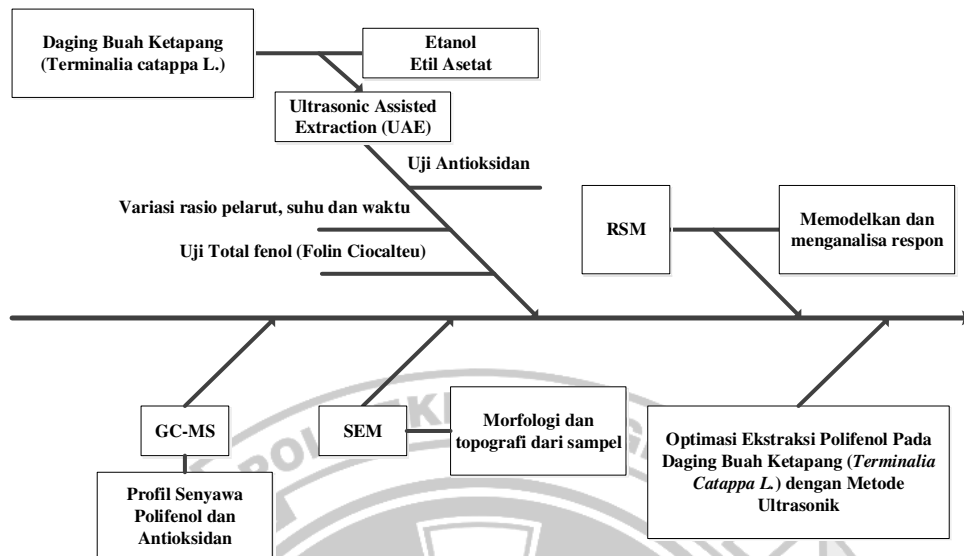 Daging Buah Ketapang
(Terminalia catappa L.)
Etanol
Etil Asetat
Ultrasonic Assisted
Extraction (UAE)
Uji Antioksidan
Variasi rasio pelarut, suhu dan waktu
Uji Total fenol (Folin Ciocalteu)
RSM
Memodelkan dan
menganalisa respon
GC-MS
Profil Senyawa
Polifenol dan
Antioksidan
SEM
Morfologi dan
topografi dari sampel
Optimasi Ekstraksi Polifenol Pada
Daging Buah Ketapang (Terminalia
Catappa L.) dengan Metode
Ultrasonik